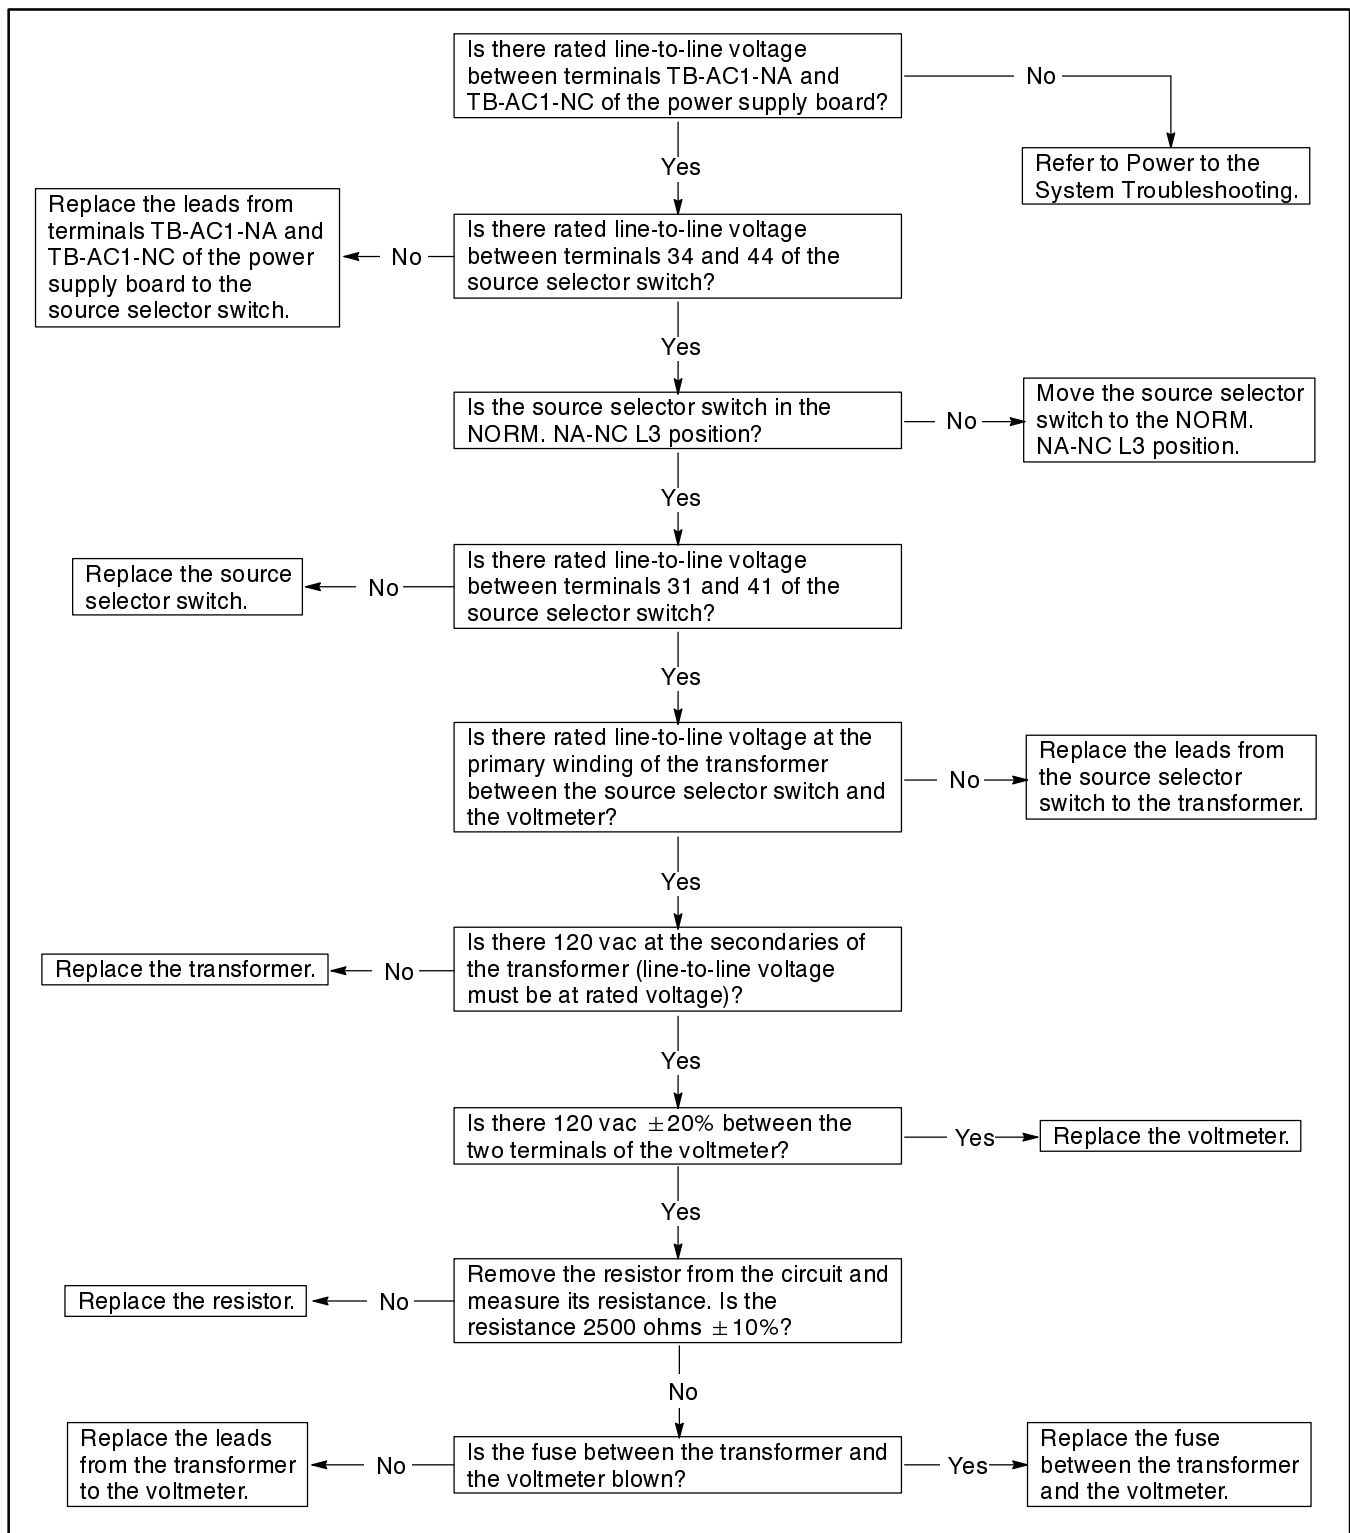 Is there rated line-to-line voltage
between terminals TB-AC1-NA and
TB-AC1-NC of the power supply board?
No
Refer to Power to the
System Troubleshooting.
Yes
Replace the leads from
terminals TB-AC1-NA and
TB-AC1-NC of the power
supply board to the
source selector switch.
No
Is there rated line-to-line voltage
between terminals 34 and 44 of the
source selector switch?
Yes
Is the source selector switch in the
NORM. NA-NC L3 position?
No
Move the source selector
switch to the NORM.
NA-NC L3 position.
Yes
Replace the source
selector switch.
No
Is there rated line-to-line voltage
between terminals 31 and 41 of the
source selector switch?
Yes
Is there rated line-to-line voltage at the
primary winding of the transformer
between the source selector switch and
the voltmeter?
No
Replace the leads from
the source selector
switch to the transformer.
Yes
Replace the transformer.
No
Is there 120 vac at the secondaries of
the transformer (line-to-line voltage
must be at rated voltage)?
Yes
Is there 120 vac ±20% between the
two terminals of the voltmeter?
Yes
Replace the voltmeter.
Yes
Replace the resistor.
No
Remove the resistor from the circuit and
measure its resistance. Is the
resistance 2500 ohms ±10%?
No
Replace the leads
from the transformer
to the voltmeter.
No
Is the fuse between the transformer and
the voltmeter blown?
Yes
Replace the fuse
between the transformer
and the voltmeter.